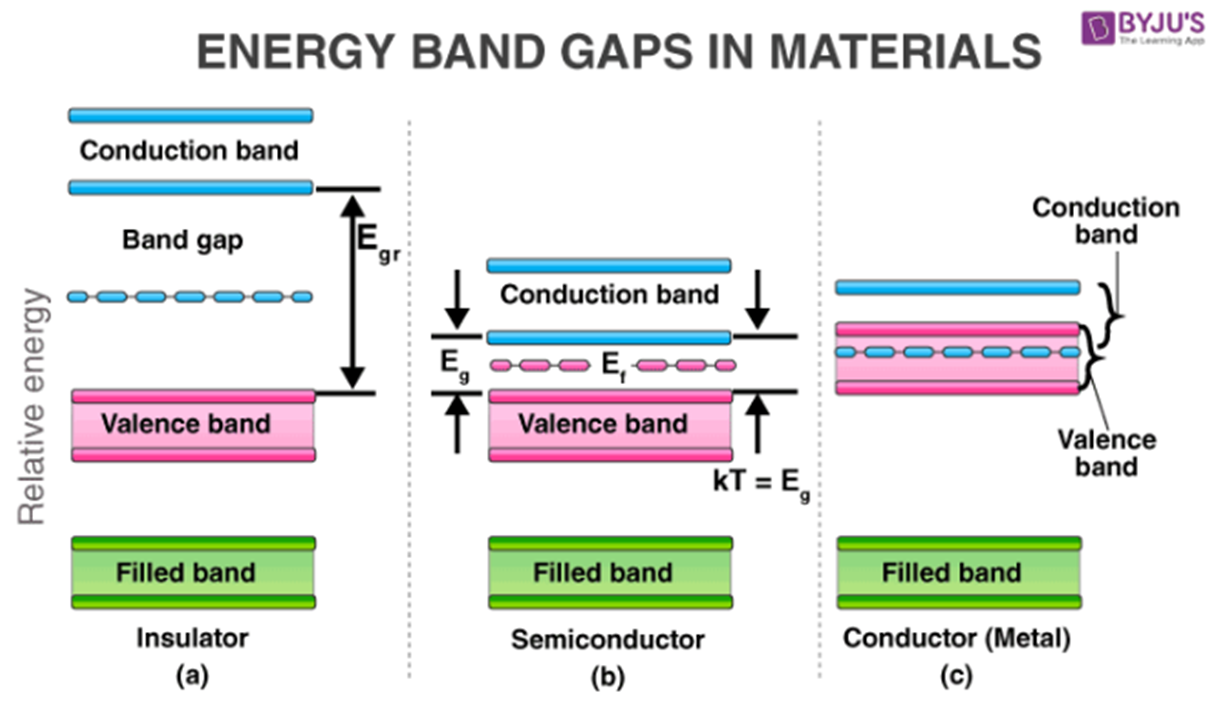 BYJU'S
The Learning App
ENERGY BAND GAPS IN MATERIALS
Relative energy
Conduction band
Band gap
Egr
Valence band
Filled band
Insulator
(a)
Conduction band
Eg
Ef
Valence band
kT = Eg
Filled band
Semiconductor
(b)
Conduction
band
Valence
band
Filled band
Conductor (Metal)
(c)